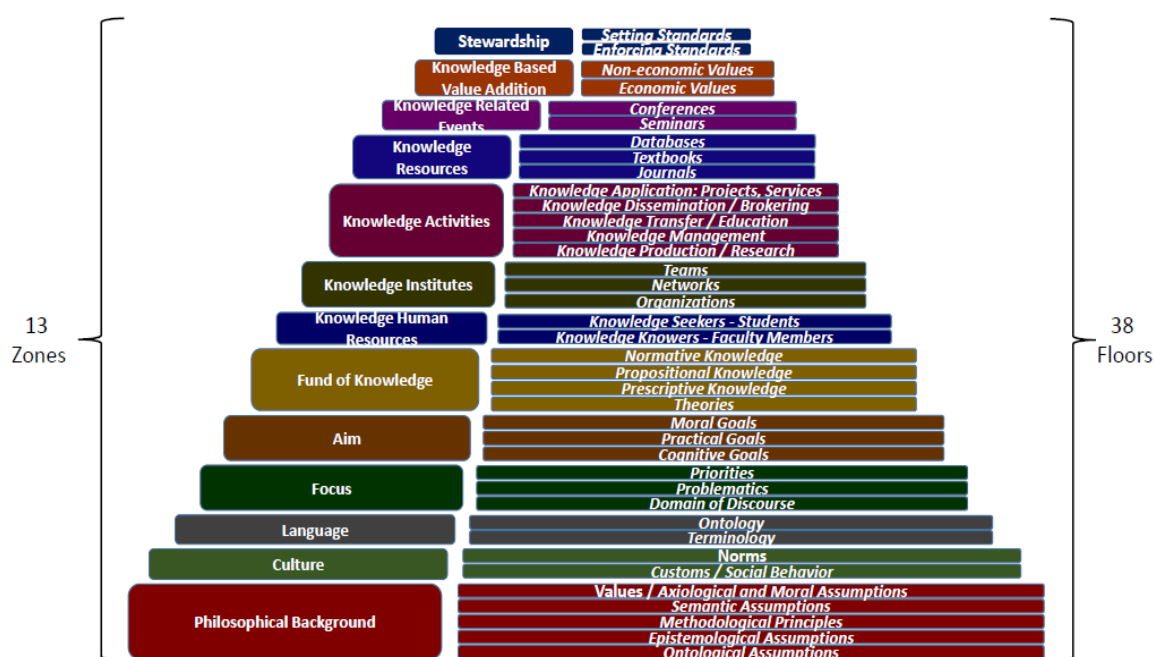 Stewardship
Setting Standards
Enforcing Standards
Knowledge Based
Value Addition
Non-economic Values
Economic Values
Knowledge Related
Events
Conferences
Seminars
Knowledge
Resources
Databases
Textbooks
Journals
Knowledge Activities
Knowledge Application: Projects, Services
Knowledge Dissemination / Brokering
Knowledge Transfer / Education
Knowledge Management
Knowledge Production / Research
Knowledge Institutes
Teams
Networks
Organizations
Knowledge Human
Resources
Knowledge Seekers - Students
Knowledge Knowers - Faculty Members
13
Zones
38
Floors
Fund of Knowledge
Normative Knowledge
Propositional Knowledge
Prescriptive Knowledge
Theories
Aim
Moral Goals
Practical Goals
Cognitive Goals
Focus
Priorities
Problematics
Domain of Discourse
Language
Ontology
Terminology
Culture
Norms
Customs / Social Behavior
Philosophical Background
Values / Axiological and Moral Assumptions
Semantic Assumptions
Methodological Principles
Epistemological Assumptions
Ontological Assumptions